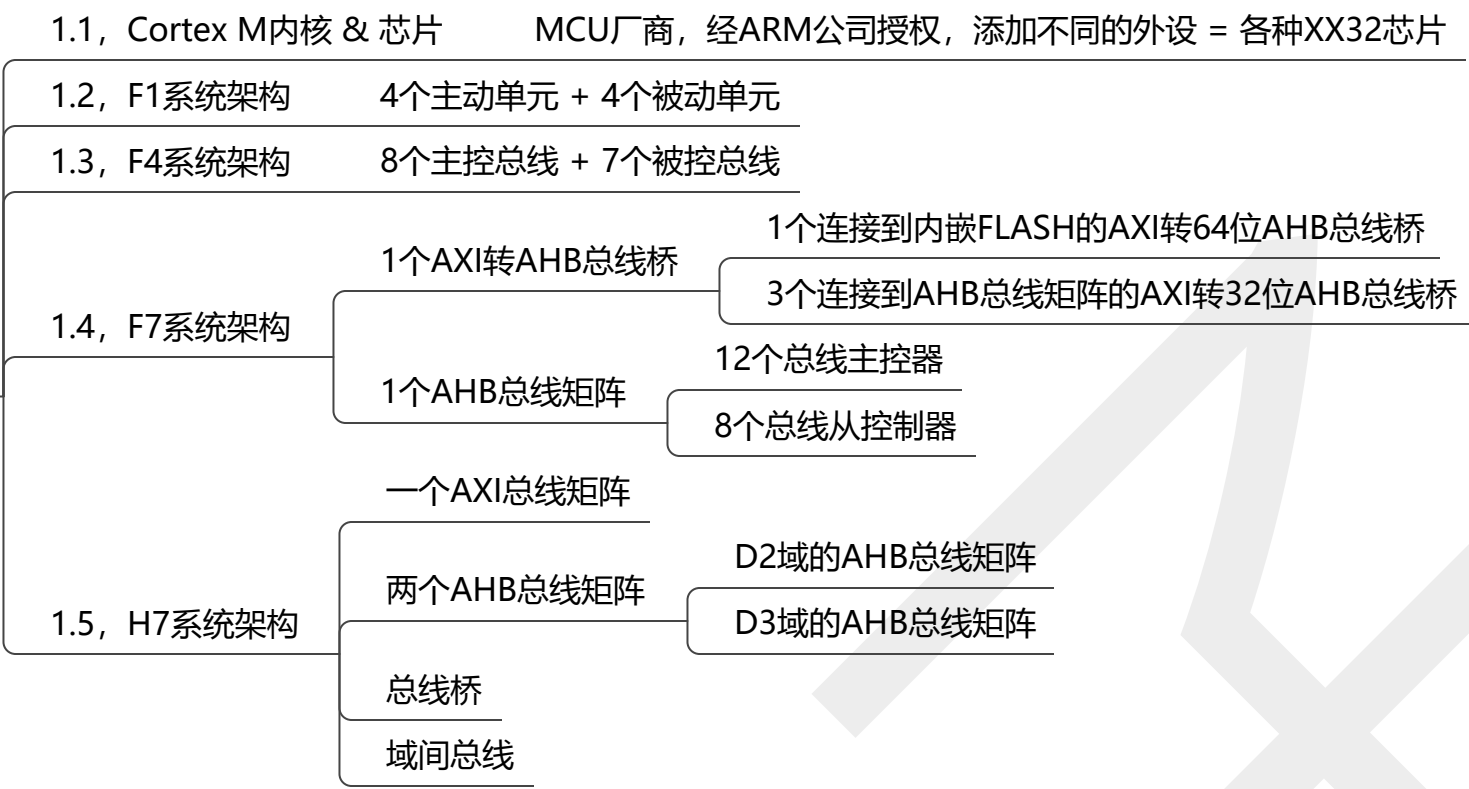 1.1，Cortex M内核 & 芯片 MCU厂商，经ARM公司授权，添加不同的外设 = 各种XX32芯片
1.2，F1系统架构 4个主动单元 + 4个被动单元
1.3，F4系统架构 8个主控总线 + 7个被控总线
1.4，F7系统架构
1个AXI转AHB总线桥
1个连接到内嵌FLASH的AXI转64位AHB总线桥
3个连接到AHB总线矩阵的AXI转32位AHB总线桥
1个AHB总线矩阵
12个总线主控器
8个总线从控制器
1.5，H7系统架构
一个AXI总线矩阵
两个AHB总线矩阵
D2域的AHB总线矩阵
D3域的AHB总线矩阵
总线桥
域间总线